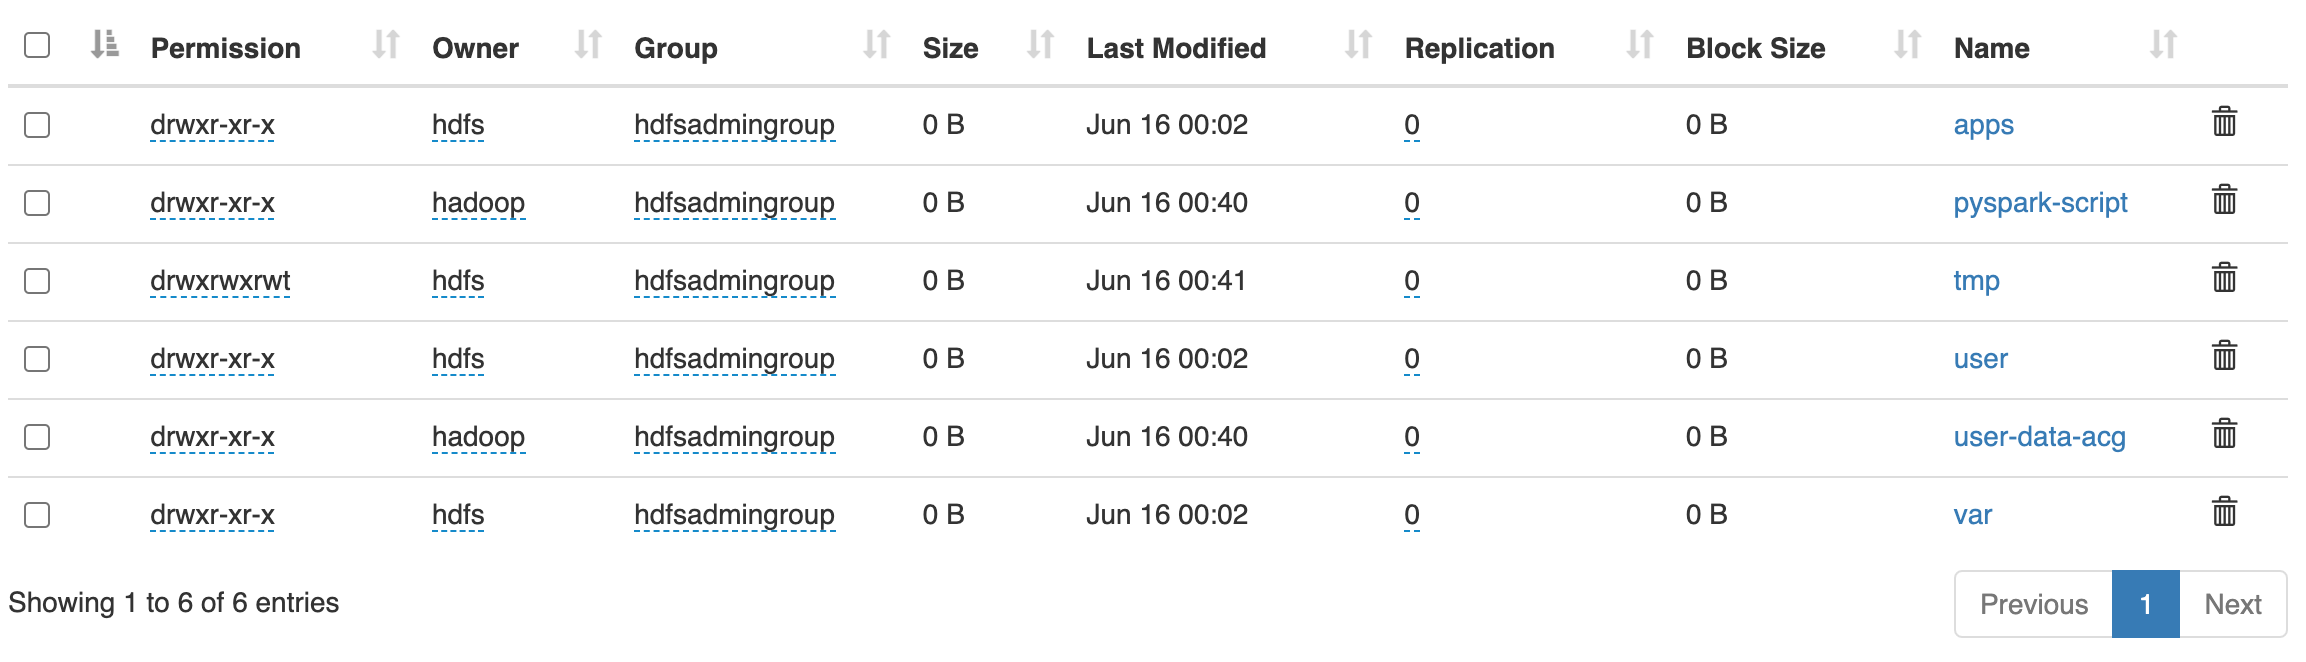 Permission Owner Group Size Last Modified Replication Block Size Name
drwxr-xr-x hdfs hdfsadmingroup 0 B Jun 16 00:02 0 0 B apps
drwxr-xr-x hadoop hdfsadmingroup 0 B Jun 16 00:40 0 0 B pyspark-script
drwxrwxrwt hdfs hdfsadmingroup 0 B Jun 16 00:41 0 0 B tmp
drwxr-xr-x hdfs hdfsadmingroup 0 B Jun 16 00:02 0 0 B user
drwxr-xr-x hadoop hdfsadmingroup 0 B Jun 16 00:40 0 0 B user-data-acg
drwxr-xr-x hdfs hdfsadmingroup 0 B Jun 16 00:02 0 0 B var
Showing 1 to 6 of 6 entries Previous 1 Next